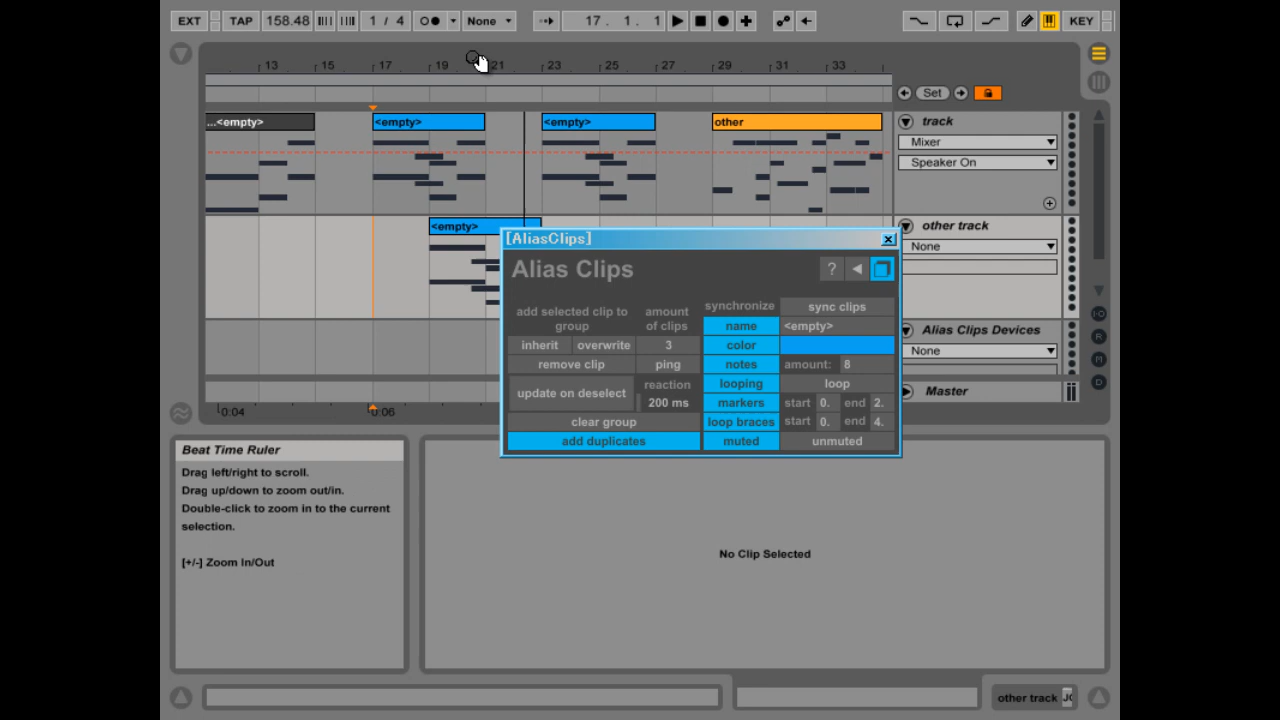 EXT TAP 158.48 1 / 4 None 17. 1. 1 KEY
13 15 17 19 21 23 25 27 29 31 33
Set
...<empty> <empty> <empty> other
track
Mixer
Speaker On
<empty>
other track
None
Alias Clips Devices
None
Master
0:04 0:06
[AliasClips]
Alias Clips ?
add selected clip to
group
amount
of clips
inherit overwrite 3
remove clip ping
update on deselect
reaction
200 ms
clear group
add duplicates
synchronize sync clips
name <empty>
color
notes amount: 8
looping loop
markers start 0. end 2.
loop braces start 0. end 4.
muted unmuted
I·O
R
M
D
Beat Time Ruler
Drag left/right to scroll.
Drag up/down to zoom out/in.
Double-click to zoom in to the current
selection.
[+/-] Zoom In/Out
No Clip Selected
other track